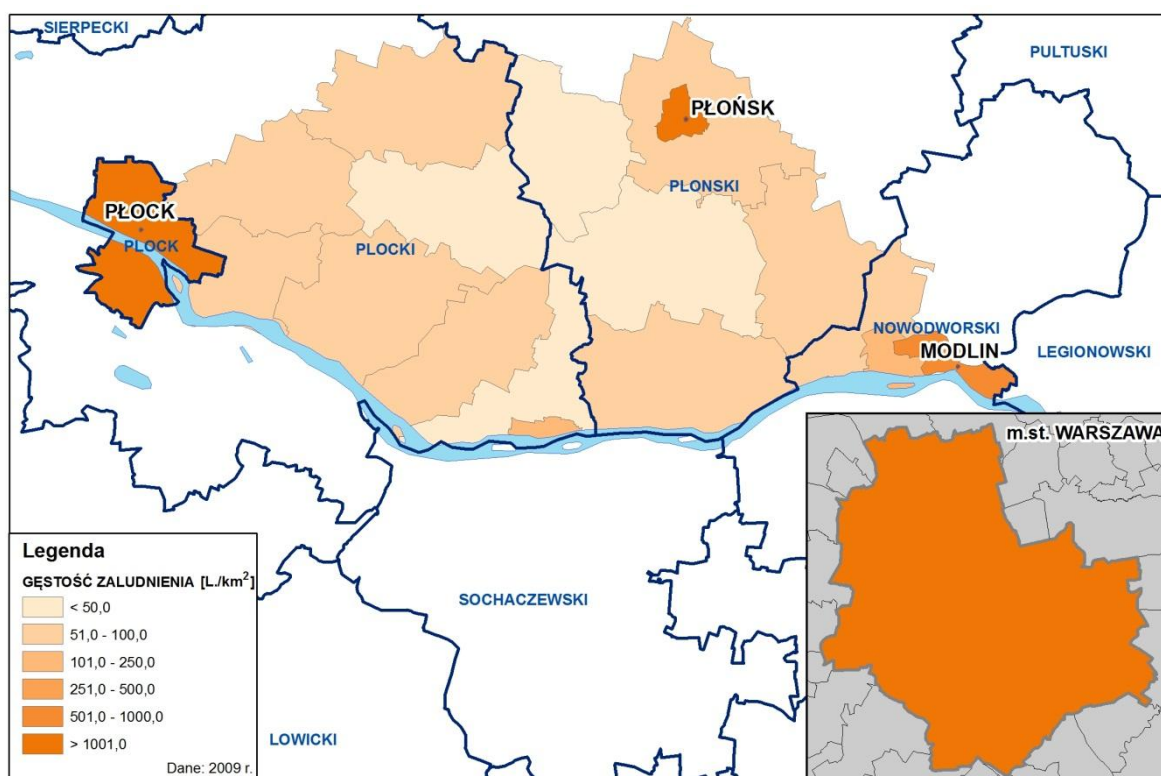 SIERPECKI
PULTUSKI
PŁOŃSK
PLONSKI
PŁOCK
PLOCK
PLOCKI
NOWODWORSKI
MODLIN
LEGIONOWSKI
m.st. WARSZAWA
SOCHACZEWSKI
LOWICKI
Legenda
GĘSTOŚĆ ZALUDNIENIA [L./km²]
< 50,0
51,0 - 100,0
101,0 - 250,0
251,0 - 500,0
501,0 - 1000,0
> 1001,0
Dane: 2009 r.